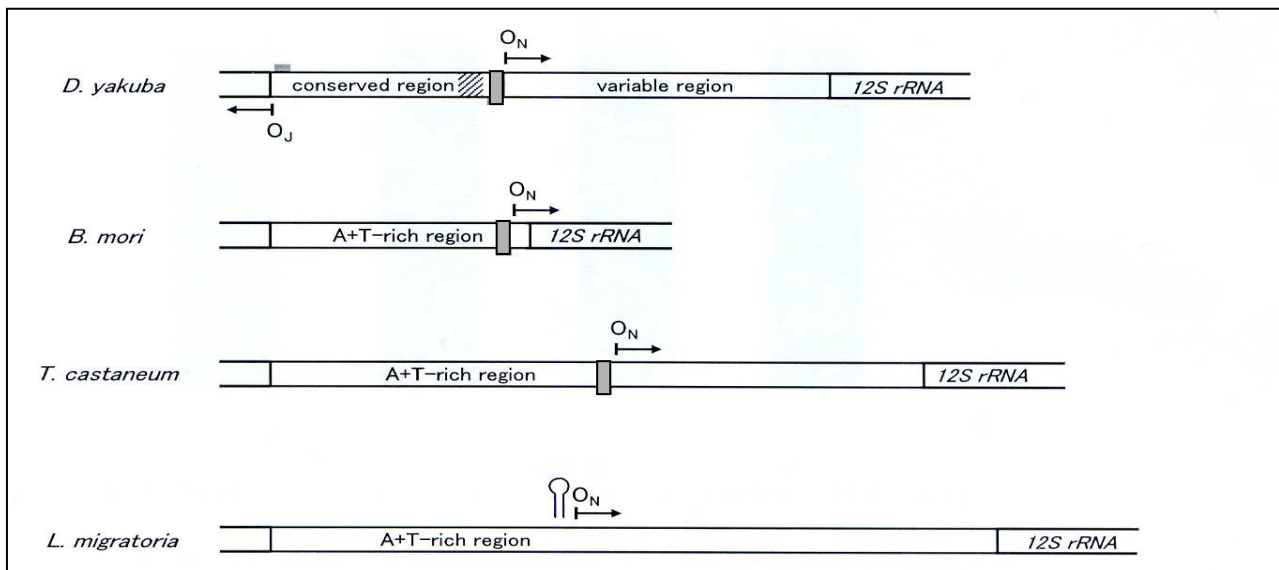 O_N
D. yakuba conserved region variable region 12S rRNA
O_J
O_N
B. mori A+T-rich region 12S rRNA
O_N
T. castaneum A+T-rich region 12S rRNA
O_N
L. migratoria A+T-rich region 12S rRNA